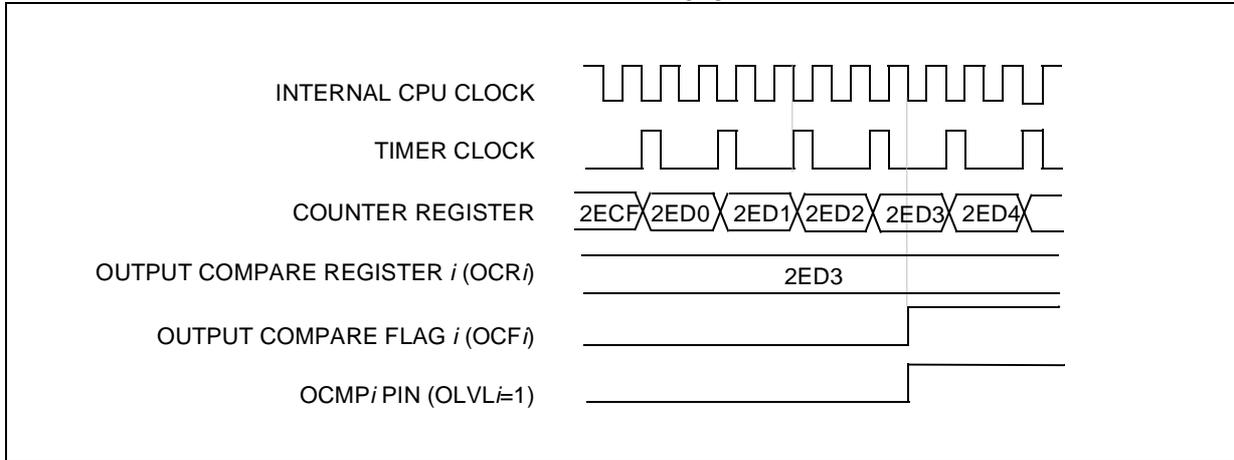 INTERNAL CPU CLOCK
TIMER CLOCK
COUNTER REGISTER 2ECF 2ED0 2ED1 2ED2 2ED3 2ED4
OUTPUT COMPARE REGISTER i (OCRi) 2ED3
OUTPUT COMPARE FLAG i (OCFi)
OCMPi PIN (OLVLi=1)